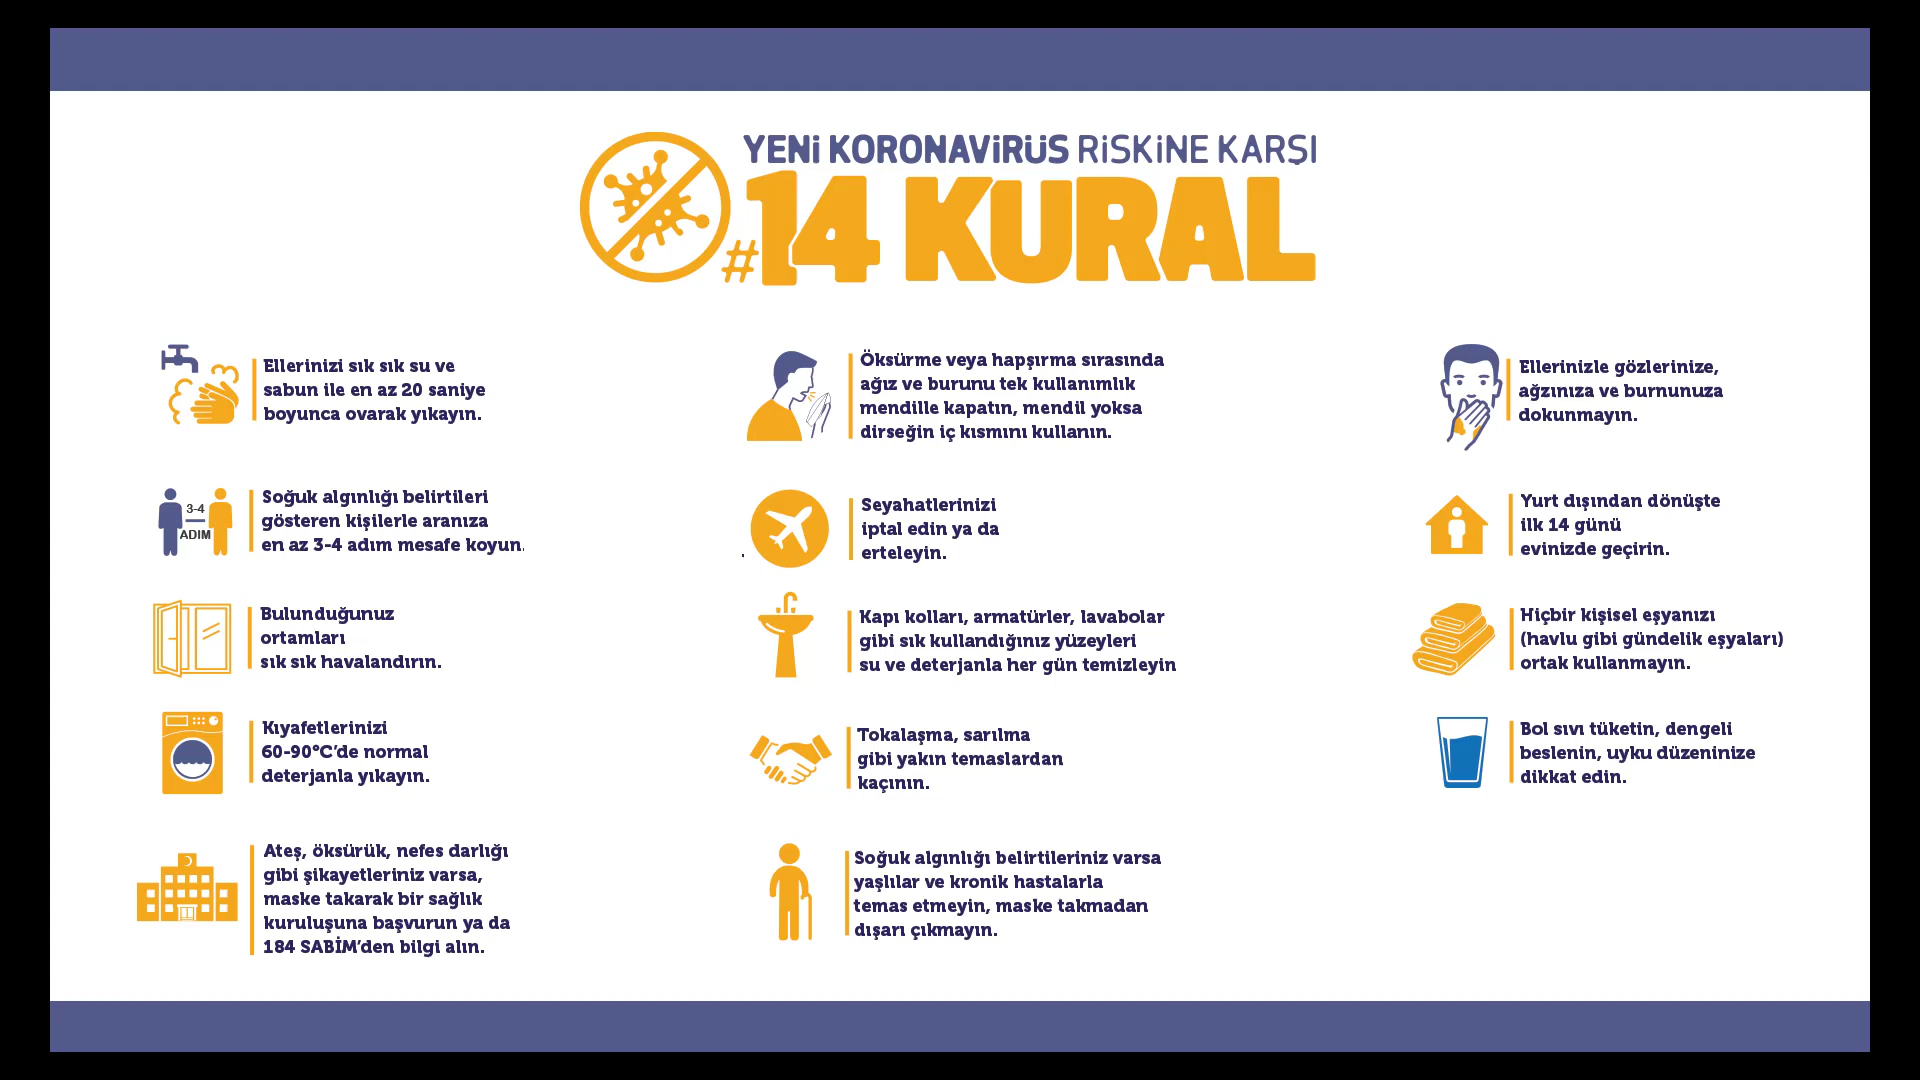 YENİ KORONAVİRÜS RİSKİNE KARŞI
#14 KURAL
Ellerinizi sık sık su ve
sabun ile en az 20 saniye
boyunca ovarak yıkayın.
Öksürme veya hapşırma sırasında
ağız ve burunu tek kullanımlık
mendille kapatın, mendil yoksa
dirseğin iç kısmını kullanın.
Ellerinizle gözlerinize,
ağzınıza ve burnunuza
dokunmayın.
3-4
ADIM
Soğuk algınlığı belirtileri
gösteren kişilerle aranıza
en az 3-4 adım mesafe koyun.
Seyahatlerinizi
iptal edin ya da
erteleyin.
Yurt dışından dönüşte
ilk 14 günü
evinizde geçirin.
Bulunduğunuz
ortamları
sık sık havalandırın.
Kapı kolları, armatürler, lavabolar
gibi sık kullandığınız yüzeyleri
su ve deterjanla her gün temizleyin
Hiçbir kişisel eşyanızı
(havlu gibi gündelik eşyaları)
ortak kullanmayın.
Kıyafetlerinizi
60-90°C’de normal
deterjanla yıkayın.
Tokalaşma, sarılma
gibi yakın temaslardan
kaçının.
Bol sıvı tüketin, dengeli
beslenin, uyku düzeninize
dikkat edin.
Ateş, öksürük, nefes darlığı
gibi şikayetleriniz varsa,
maske takarak bir sağlık
kuruluşuna başvurun ya da
184 SABİM’den bilgi alın.
Soğuk algınlığı belirtileriniz varsa
yaşlılar ve kronik hastalarla
temas etmeyin, maske takmadan
dışarı çıkmayın.